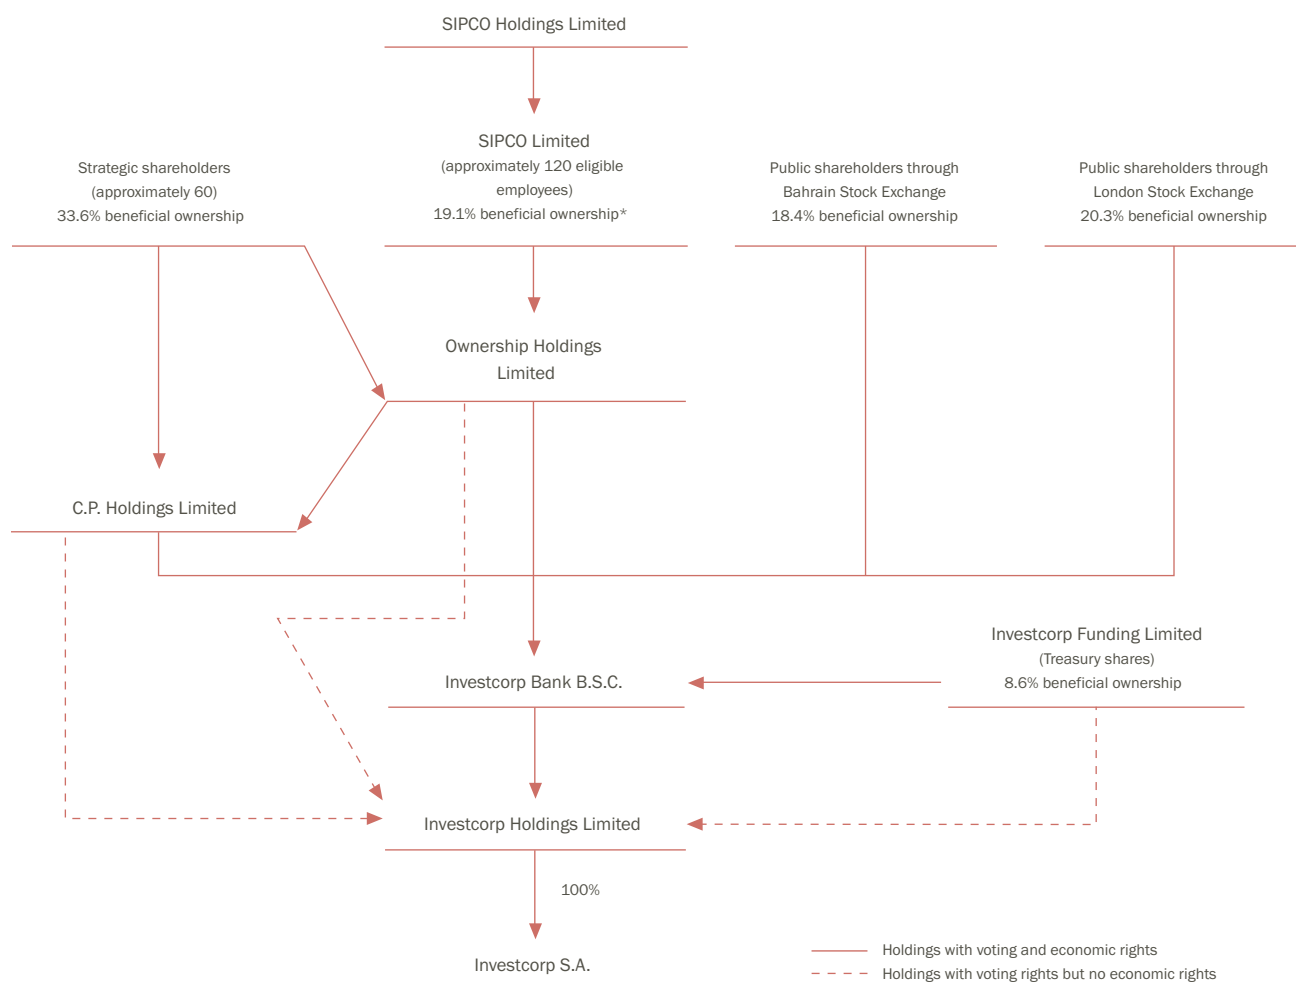 SIPCO Holdings Limited
SIPCO Limited
(approximately 120 eligible
employees)
19.1% beneficial ownership*
Strategic shareholders
(approximately 60)
33.6% beneficial ownership
Public shareholders through
Bahrain Stock Exchange
18.4% beneficial ownership
Public shareholders through
London Stock Exchange
20.3% beneficial ownership
Ownership Holdings
Limited
C.P. Holdings Limited
Investcorp Funding Limited
(Treasury shares)
8.6% beneficial ownership
Investcorp Bank B.S.C.
Investcorp Holdings Limited
100%
Investcorp S.A.
Holdings with voting and economic rights
Holdings with voting rights but no economic rights